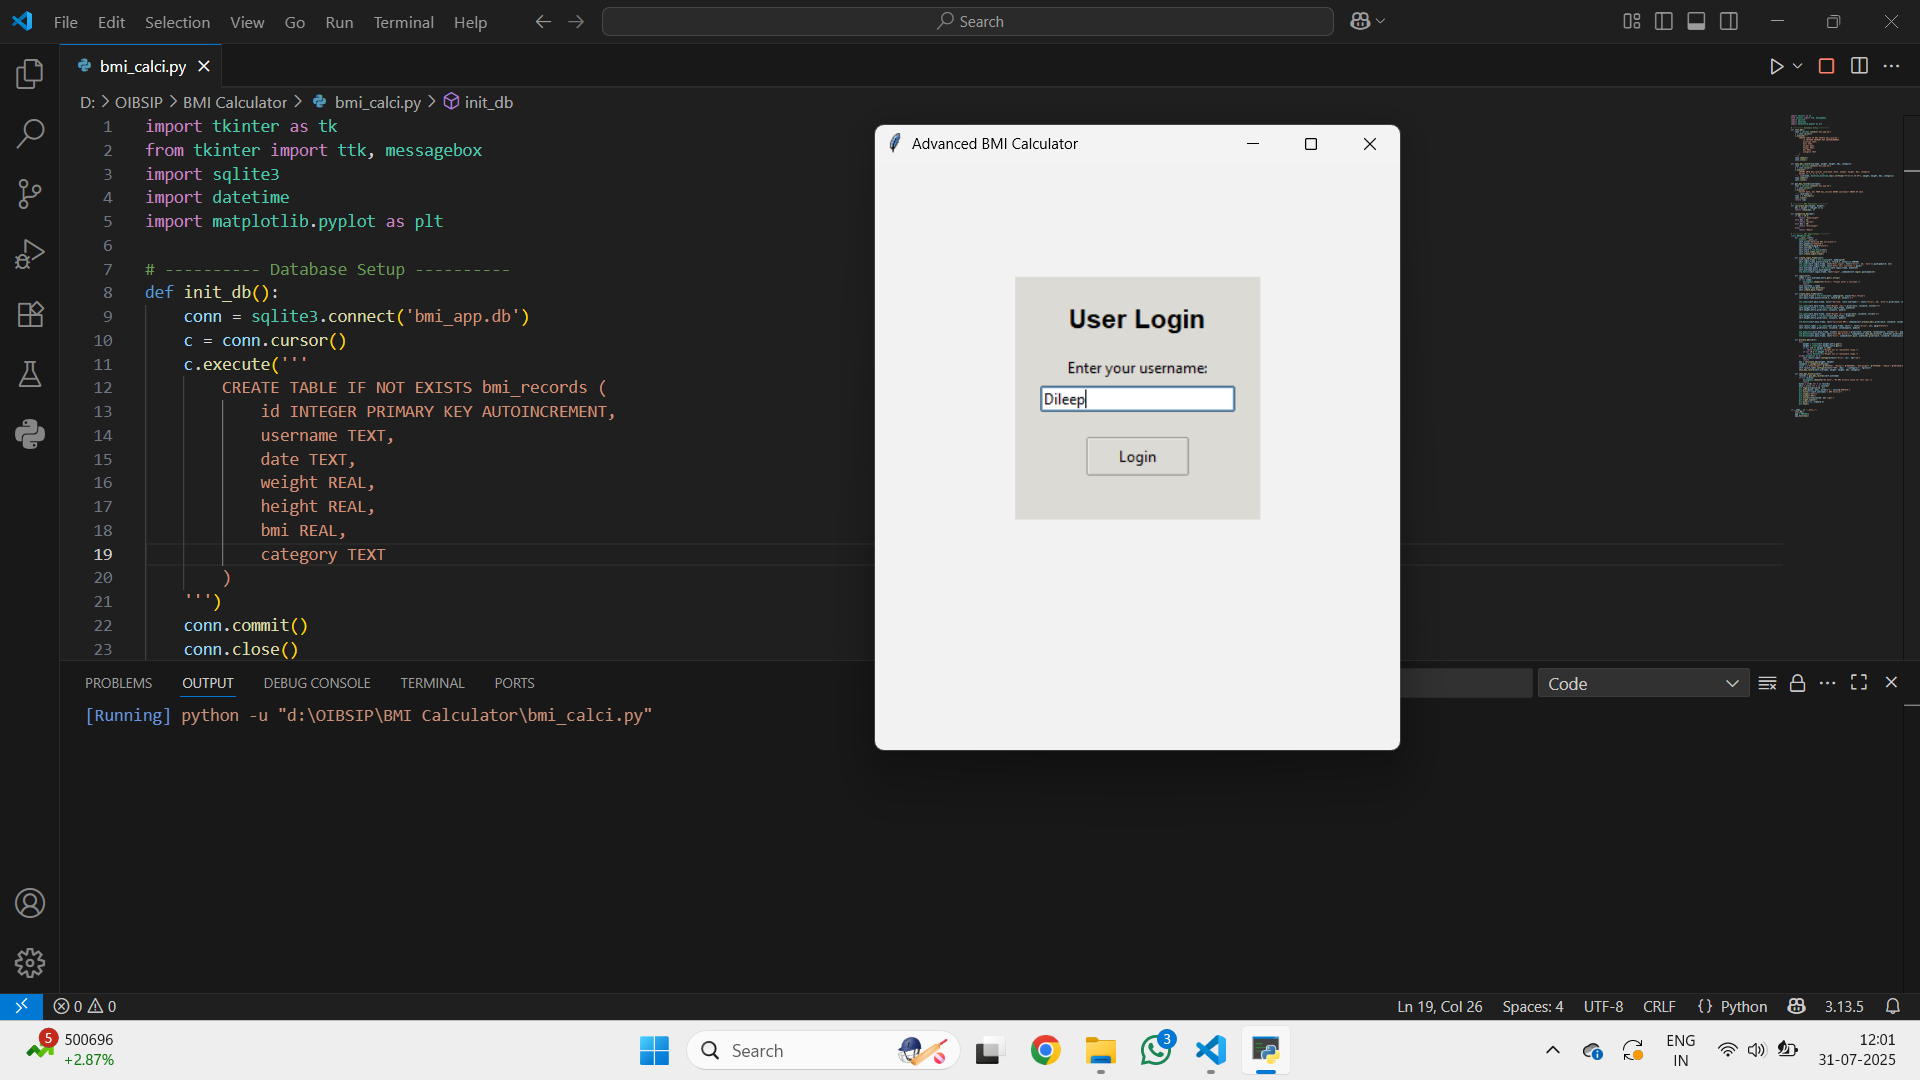 File Edit Selection View Go Run Terminal Help
Search
bmi_calci.py
D: > OIBSIP > BMI Calculator > bmi_calci.py > init_db
1 import tkinter as tk
2 from tkinter import ttk, messagebox
3 import sqlite3
4 import datetime
5 import matplotlib.pyplot as plt
6
7 # ---------- Database Setup ----------
8 def init_db():
9 conn = sqlite3.connect('bmi_app.db')
10 c = conn.cursor()
11 c.execute('''
12 CREATE TABLE IF NOT EXISTS bmi_records (
13 id INTEGER PRIMARY KEY AUTOINCREMENT,
14 username TEXT,
15 date TEXT,
16 weight REAL,
17 height REAL,
18 bmi REAL,
19 category TEXT
20 )
21 ''')
22 conn.commit()
23 conn.close()
Advanced BMI Calculator
User Login
Enter your username:
Dileep
Login
PROBLEMS OUTPUT DEBUG CONSOLE TERMINAL PORTS
Code
[Running] python -u "d:\OIBSIP\BMI Calculator\bmi_calci.py"
0 0
Ln 19, Col 26 Spaces: 4 UTF-8 CRLF {} Python 3.13.5
5
500696
+2.87%
Search
3
ENG
IN
12:01
31-07-2025